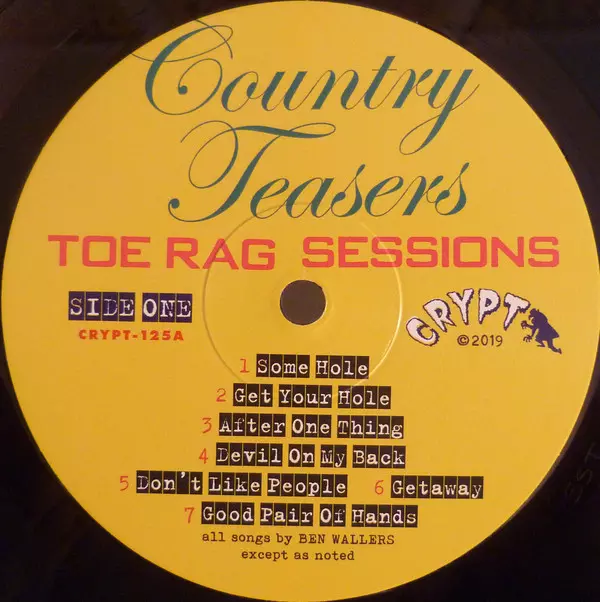 Country
Teasers
TOE RAG SESSIONS
SIDE ONE
CRYPT-125A
CRYPT
©2019
1 Some Hole
2 Get Your Hole
3 After One Thing
4 Devil On My Back
5 Don't Like People 6 Getaway
7 Good Pair Of Hands
all songs by BEN WALLERS
except as noted